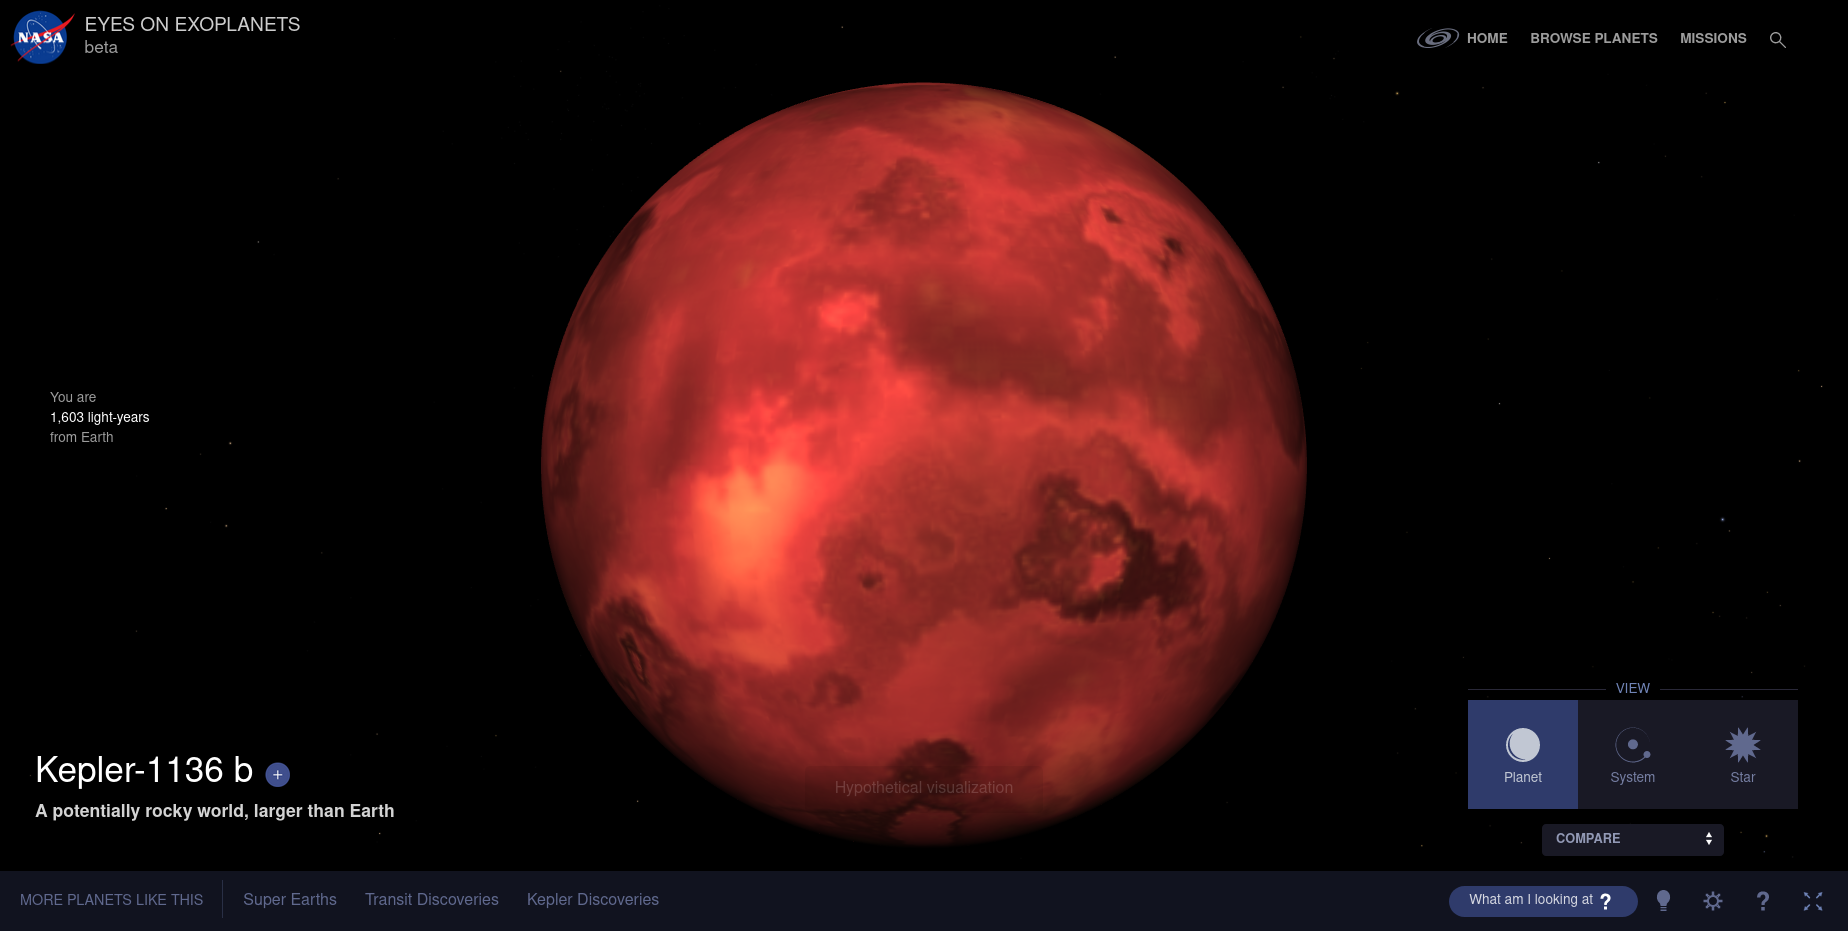 NASA
EYES ON EXOPLANETS
beta
HOME
BROWSE PLANETS
MISSIONS
You are
1,603 light-years
from Earth
Kepler-1136 b +
A potentially rocky world, larger than Earth
Hypothetical visualization
VIEW
Planet
System
Star
COMPARE
MORE PLANETS LIKE THIS
Super Earths
Transit Discoveries
Kepler Discoveries
What am I looking at ?
?